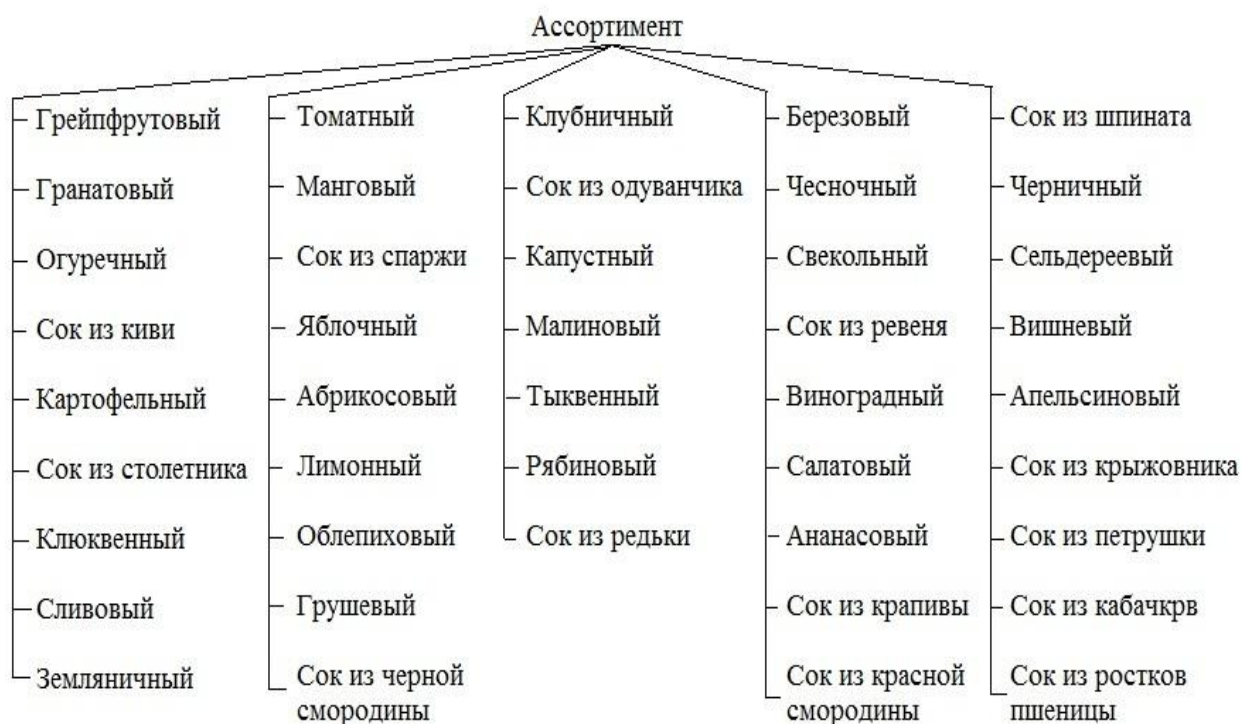 Ассортимент
Грейпфрутовый
Гранатовый
Огуречный
Сок из киви
Картофельный
Сок из столетника
Клюквенный
Сливовый
Земляничный
Томатный
Манговый
Сок из спаржи
Яблочный
Абрикосовый
Лимонный
Облепиховый
Грушевый
Сок из черной
смородины
Клубничный
Сок из одуванчика
Капустный
Малиновый
Тыквенный
Рябиновый
Сок из редьки
Березовый
Чесночный
Свекольный
Сок из ревеня
Виноградный
Салатовый
Ананасовый
Сок из крапивы
Сок из красной
смородины
Сок из шпината
Черничный
Сельдереевый
Вишневый
Апельсиновый
Сок из крыжовника
Сок из петрушки
Сок из кабачкрв
Сок из ростков
пшеницы